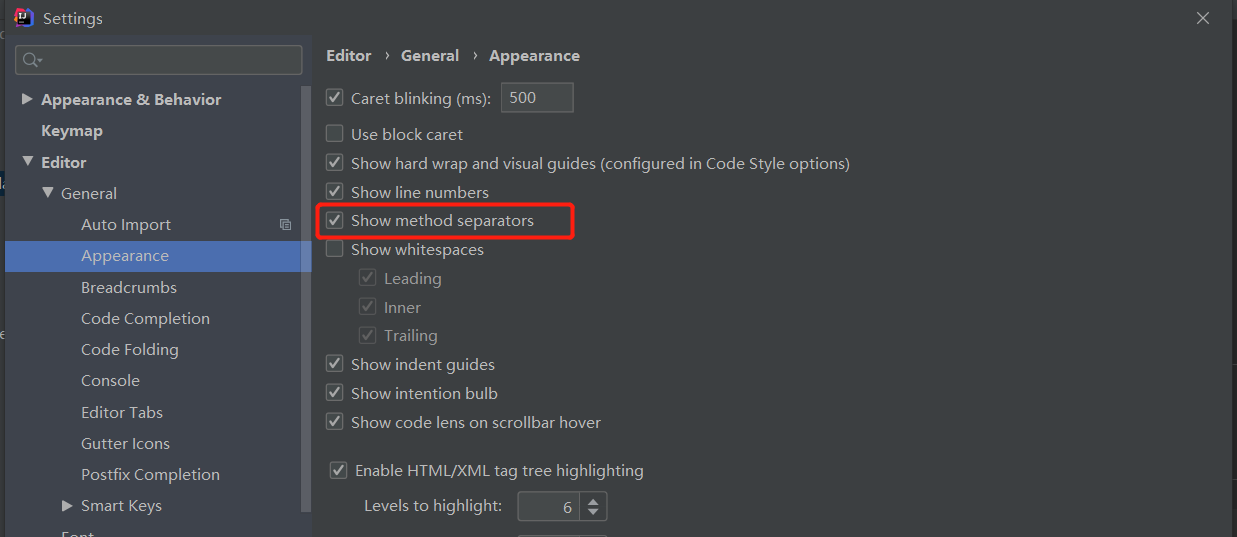 Settings
Editor › General › Appearance
Appearance & Behavior
Keymap
Editor
General
Auto Import
Appearance
Breadcrumbs
Code Completion
Code Folding
Console
Editor Tabs
Gutter Icons
Postfix Completion
Smart Keys
Font
Caret blinking (ms): 500
Use block caret
Show hard wrap and visual guides (configured in Code Style options)
Show line numbers
Show method separators
Show whitespaces
Leading
Inner
Trailing
Show indent guides
Show intention bulb
Show code lens on scrollbar hover
Enable HTML/XML tag tree highlighting
Levels to highlight: 6